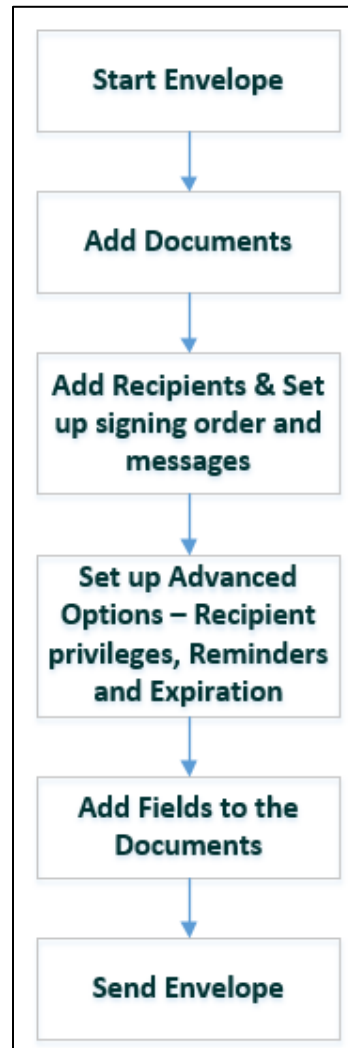 Start Envelope
Add Documents
Add Recipients & Set
up signing order and
messages
Set up Advanced
Options – Recipient
privileges, Reminders
and Expiration
Add Fields to the
Documents
Send Envelope